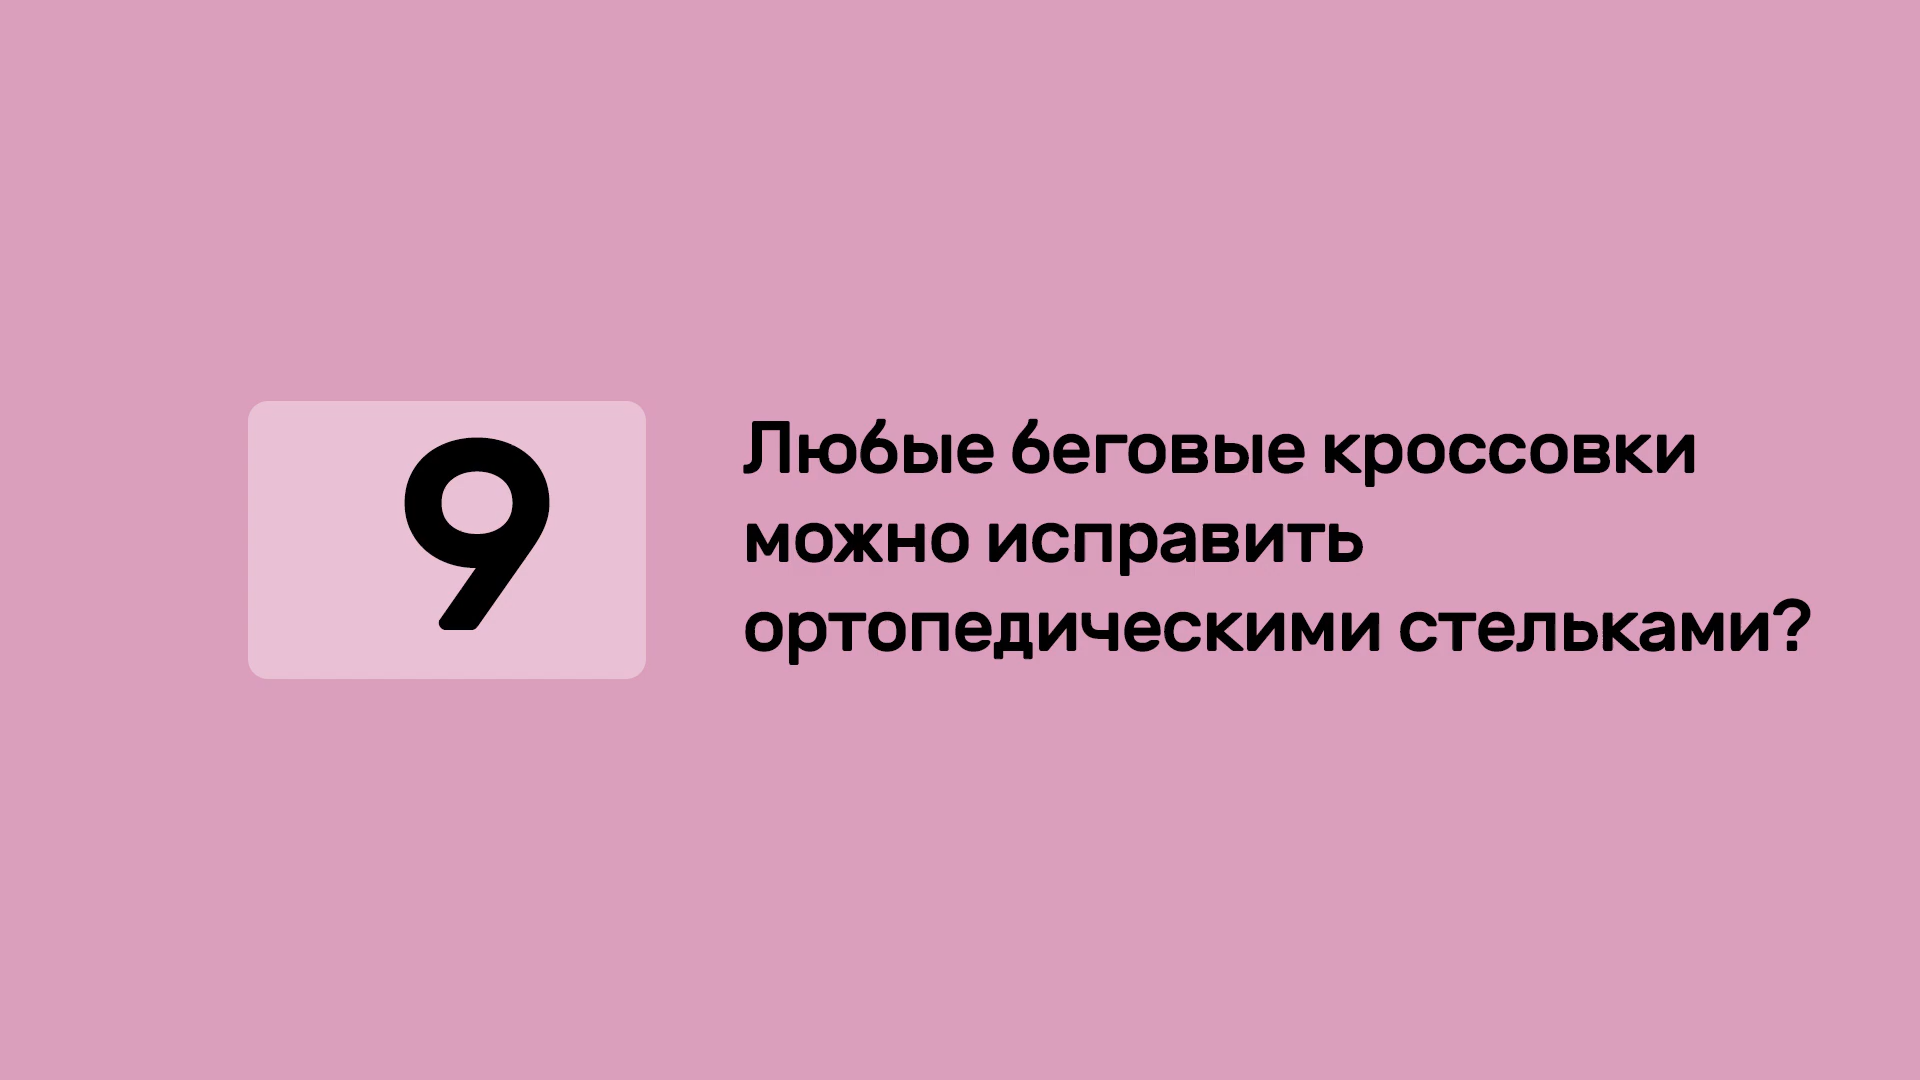 9
Любые беговые кроссовки
можно исправить
ортопедическими стельками?